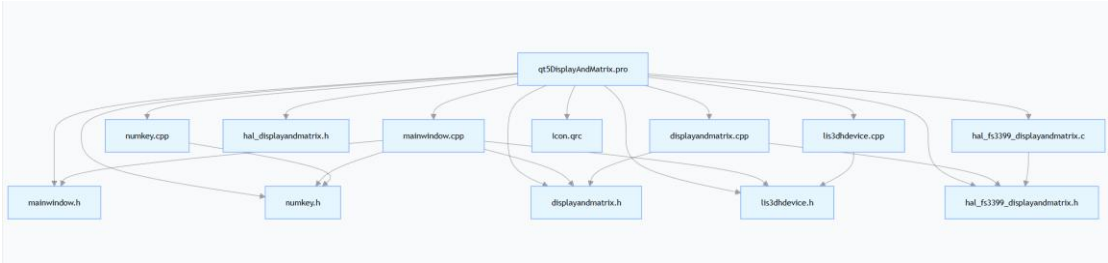 qt5DisplayAndMatrix.pro
numkey.cpp
hal_displayandmatrix.h
mainwindow.cpp
icon.qrc
displayandmatrix.cpp
lis3dhdevice.cpp
hal_fs3399_displayandmatrix.c
mainwindow.h
numkey.h
displayandmatrix.h
lis3dhdevice.h
hal_fs3399_displayandmatrix.h